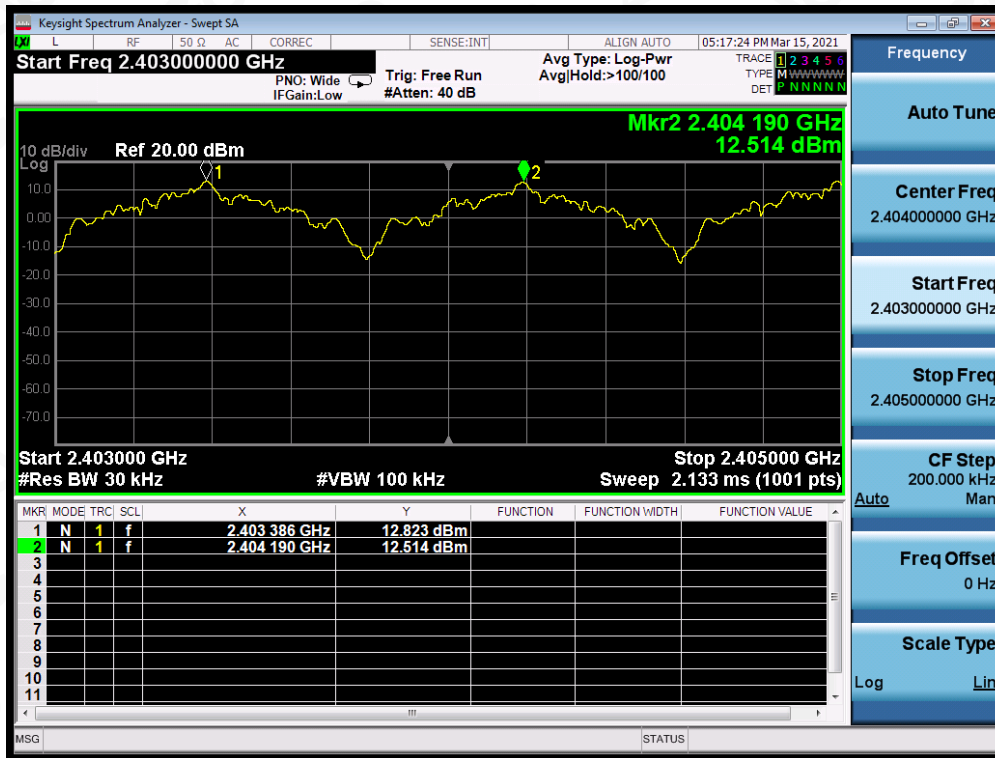 Keysight Spectrum Analyzer - Swept SA
LXI L RF 50 Ω AC CORREC SENSE:INT ALIGN AUTO 05:17:24 PM Mar 15, 2021
Start Freq 2.403000000 GHz
PNO: Wide
IFGain:Low
Trig: Free Run
#Atten: 40 dB
Avg Type: Log-Pwr
Avg|Hold:>100/100
TRACE 1 2 3 4 5 6
TYPE M WWWWW
DET P N N N N N
Mkr2 2.404 190 GHz
12.514 dBm
10 dB/div Ref 20.00 dBm
Log
1
2
10.0
0.00
-10.0
-20.0
-30.0
-40.0
-50.0
-60.0
-70.0
Start 2.403000 GHz Stop 2.405000 GHz
#Res BW 30 kHz #VBW 100 kHz Sweep 2.133 ms (1001 pts)
MKR MODE TRC SCL X Y FUNCTION FUNCTION WIDTH FUNCTION VALUE
1 N 1 f 2.403 386 GHz 12.823 dBm
2 N 1 f 2.404 190 GHz 12.514 dBm
3
4
5
6
7
8
9
10
11
MSG STATUS
Frequency
Auto Tune
Center Freq
2.404000000 GHz
Start Freq
2.403000000 GHz
Stop Freq
2.405000000 GHz
CF Step
200.000 kHz
Auto Man
Freq Offset
0 Hz
Scale Type
Log Lin